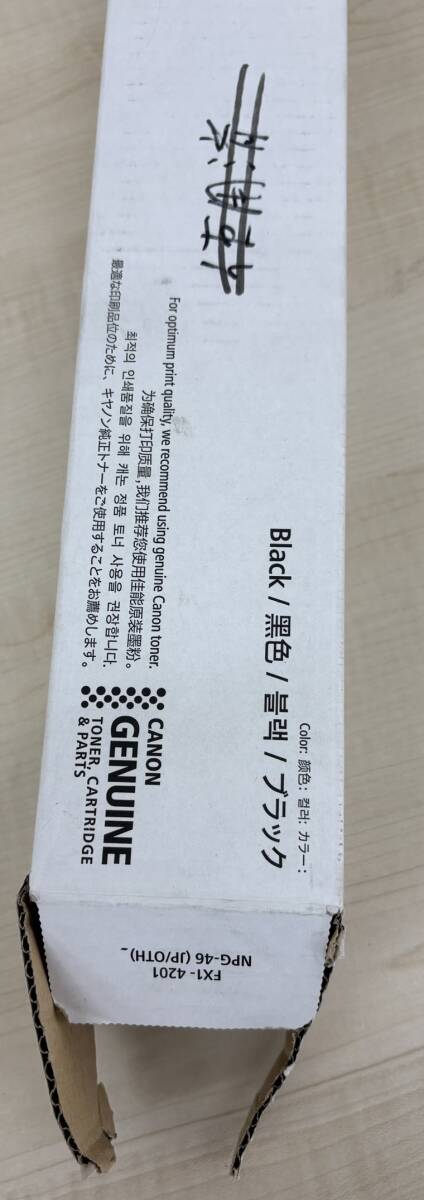 Color: 颜色: 컬러: カラー:
Black / 黑色 / 블랙 / ブラック
For optimum print quality, we recommend using genuine Canon toner.
为确保打印质量,我们推荐您使用佳能原装墨粉。
최적의 인쇄품질을 위해 캐논 정품 토너 사용을 권장합니다.
最適な印刷品位のために、キヤノン純正トナーをご使用することをお薦めします。
CANON
GENUINE
TONER, CARTRIDGE
& PARTS
FX1-4201
NPG-46 (JP/OTH)_